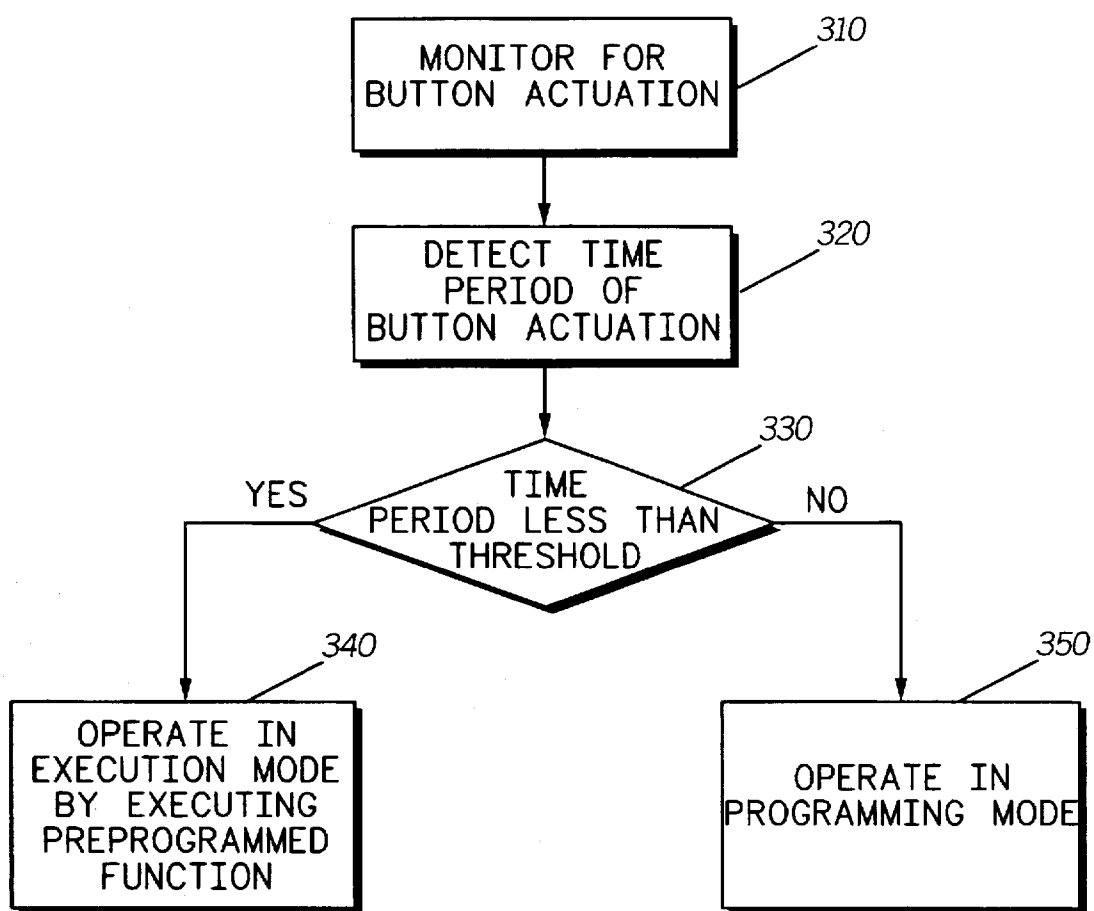 310
MONITOR FOR
BUTTON ACTUATION
320
DETECT TIME
PERIOD OF
BUTTON ACTUATION
330
YES
TIME
NO
PERIOD LESS THAN
THRESHOLD
340
OPERATE IN
EXECUTION MODE
BY EXECUTING
PREPROGRAMMED
FUNCTION
350
OPERATE IN
PROGRAMMING MODE